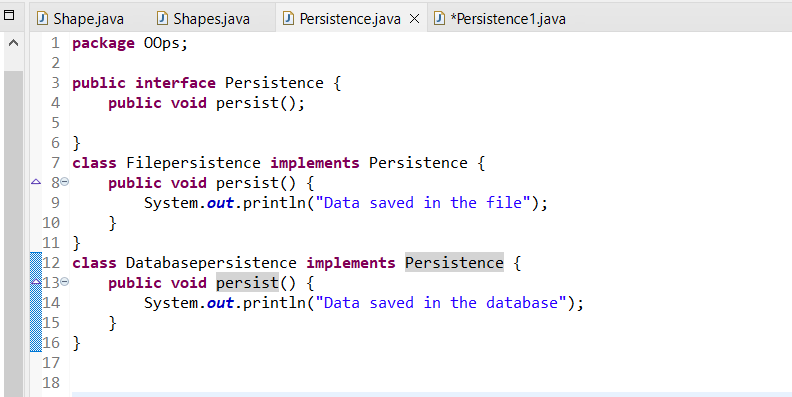 Shape.java Shapes.java Persistence.java *Persistence1.java
1 package OOps;
2
3 public interface Persistence {
4 public void persist();
5
6 }
7 class Filepersistence implements Persistence {
8 public void persist() {
9 System.out.println("Data saved in the file");
10 }
11 }
12 class Databasepersistence implements Persistence {
13 public void persist() {
14 System.out.println("Data saved in the database");
15 }
16 }
17
18